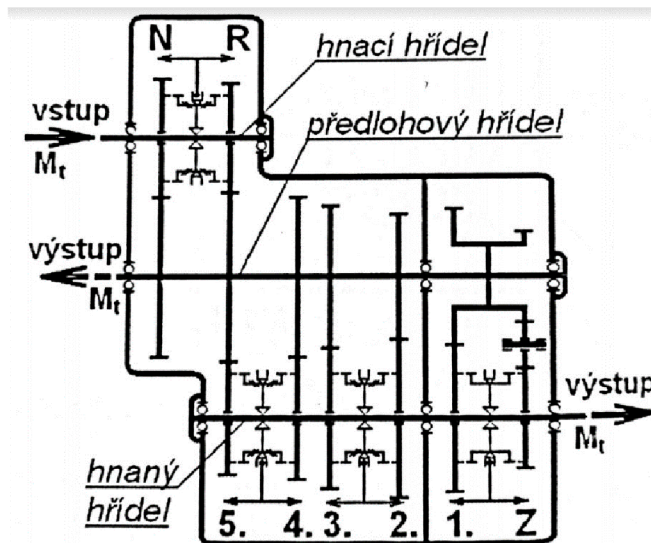 N R
hnací hřídel
vstup
předlohový hřídel
Mt
výstup
Mt
výstup
Mt
hnaný
hřídel
5. 4. 3. 2. 1. Z